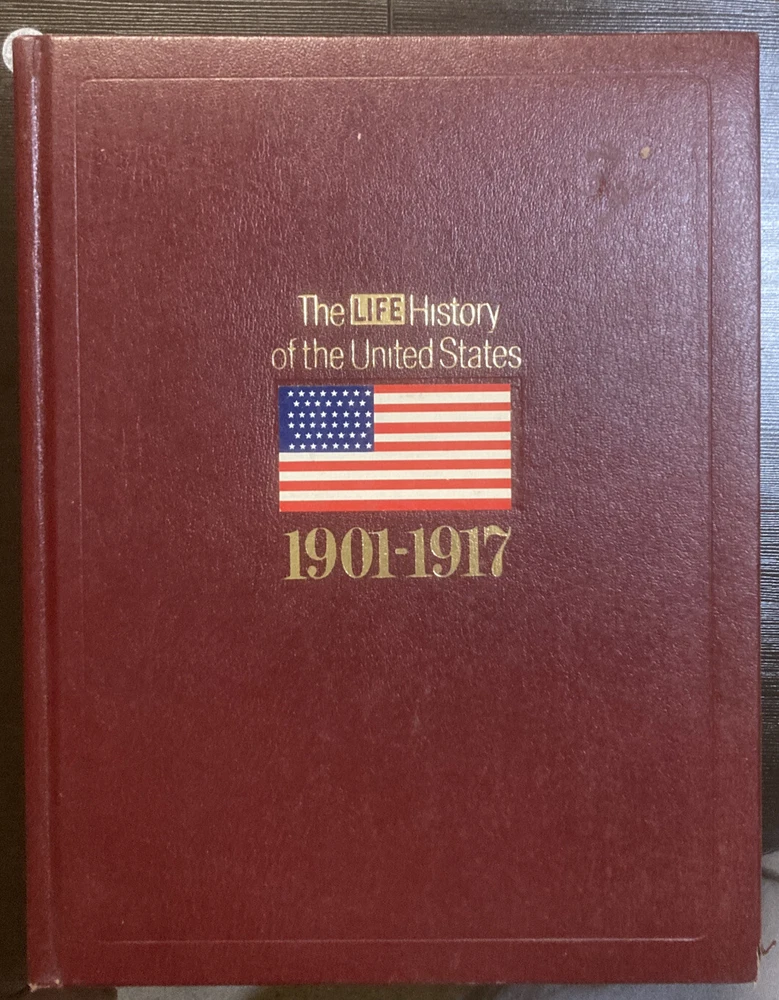 The LIFE History
of the United States
1901-1917